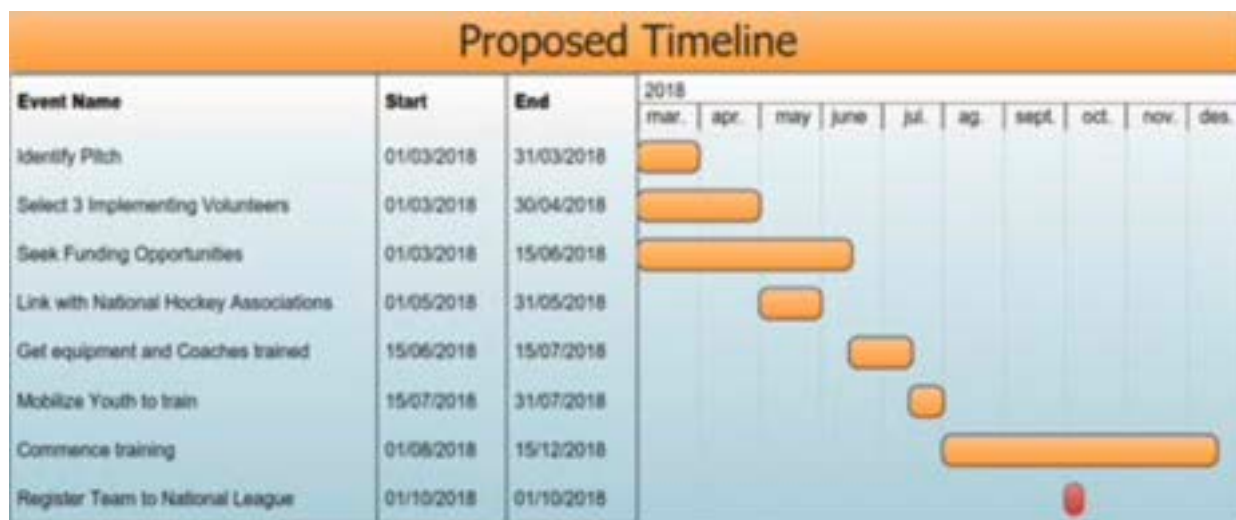 Proposed Timeline
Event Name Start End 2018
mar. apr. may june jul. ag. sept. oct. nov. des.
Identify Pitch 01/03/2018 31/03/2018
Select 3 Implementing Volunteers 01/03/2018 30/04/2018
Seek Funding Opportunities 01/03/2018 15/06/2018
Link with National Hockey Associations 01/05/2018 31/05/2018
Get equipment and Coaches trained 15/06/2018 15/07/2018
Mobilize Youth to train 15/07/2018 31/07/2018
Commence training 01/08/2018 15/12/2018
Register Team to National League 01/10/2018 01/10/2018